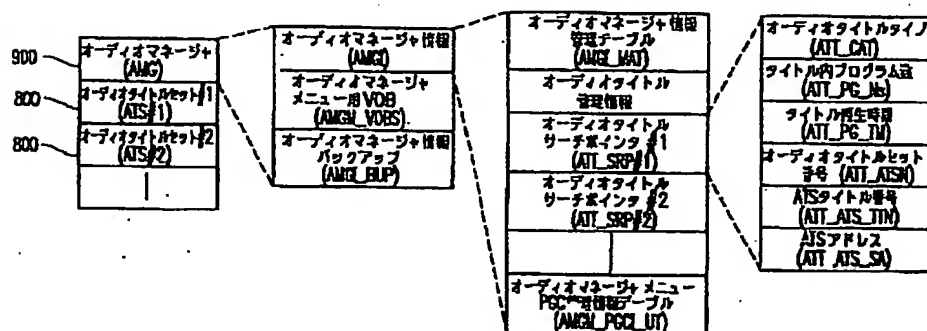 900
オーディオマネージャ
(AMG)
800
オーディオタイトルセット#1
(ATS#1)
800
オーディオタイトルセット#2
(ATS#2)
オーディオマネージャ情報
(AMGI)
オーディオマネージャ
メニュー用VOB
(AMGM_VOBS)
オーディオマネージャ情報
バックアップ
(AMGI_BUP)
オーディオマネージャ情報
管理テーブル
(AMGI_MAT)
オーディオタイトル
管理情報
オーディオタイトル
サーチポインタ #1
(ATT_SRP#1)
オーディオタイトル
サーチポインタ #2
(ATT_SRP#2)
オーディオマネージャメニュー
(AMGM_PGCI_UT)
オーディオタイトルタイプ
(ATT_CAT)
タイトル内プログラム数
(ATT_PG_Ns)
タイトル再生時間
(ATT_PG_TM)
オーディオタイトルセット
番号 (ATT_ATSN)
ATSタイトル番号
(ATT_ATS_TTN)
ATSアドレス
(ATT_ATS_SA)